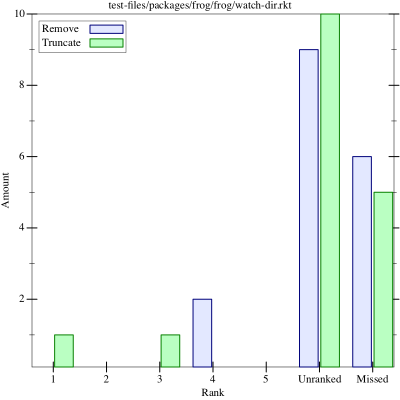 test-files/packages/frog/frog/watch-dir.rkt
Remove
Truncate
10
8
6
4
2
Amount
1 2 3 4 5 Unranked Missed
Rank